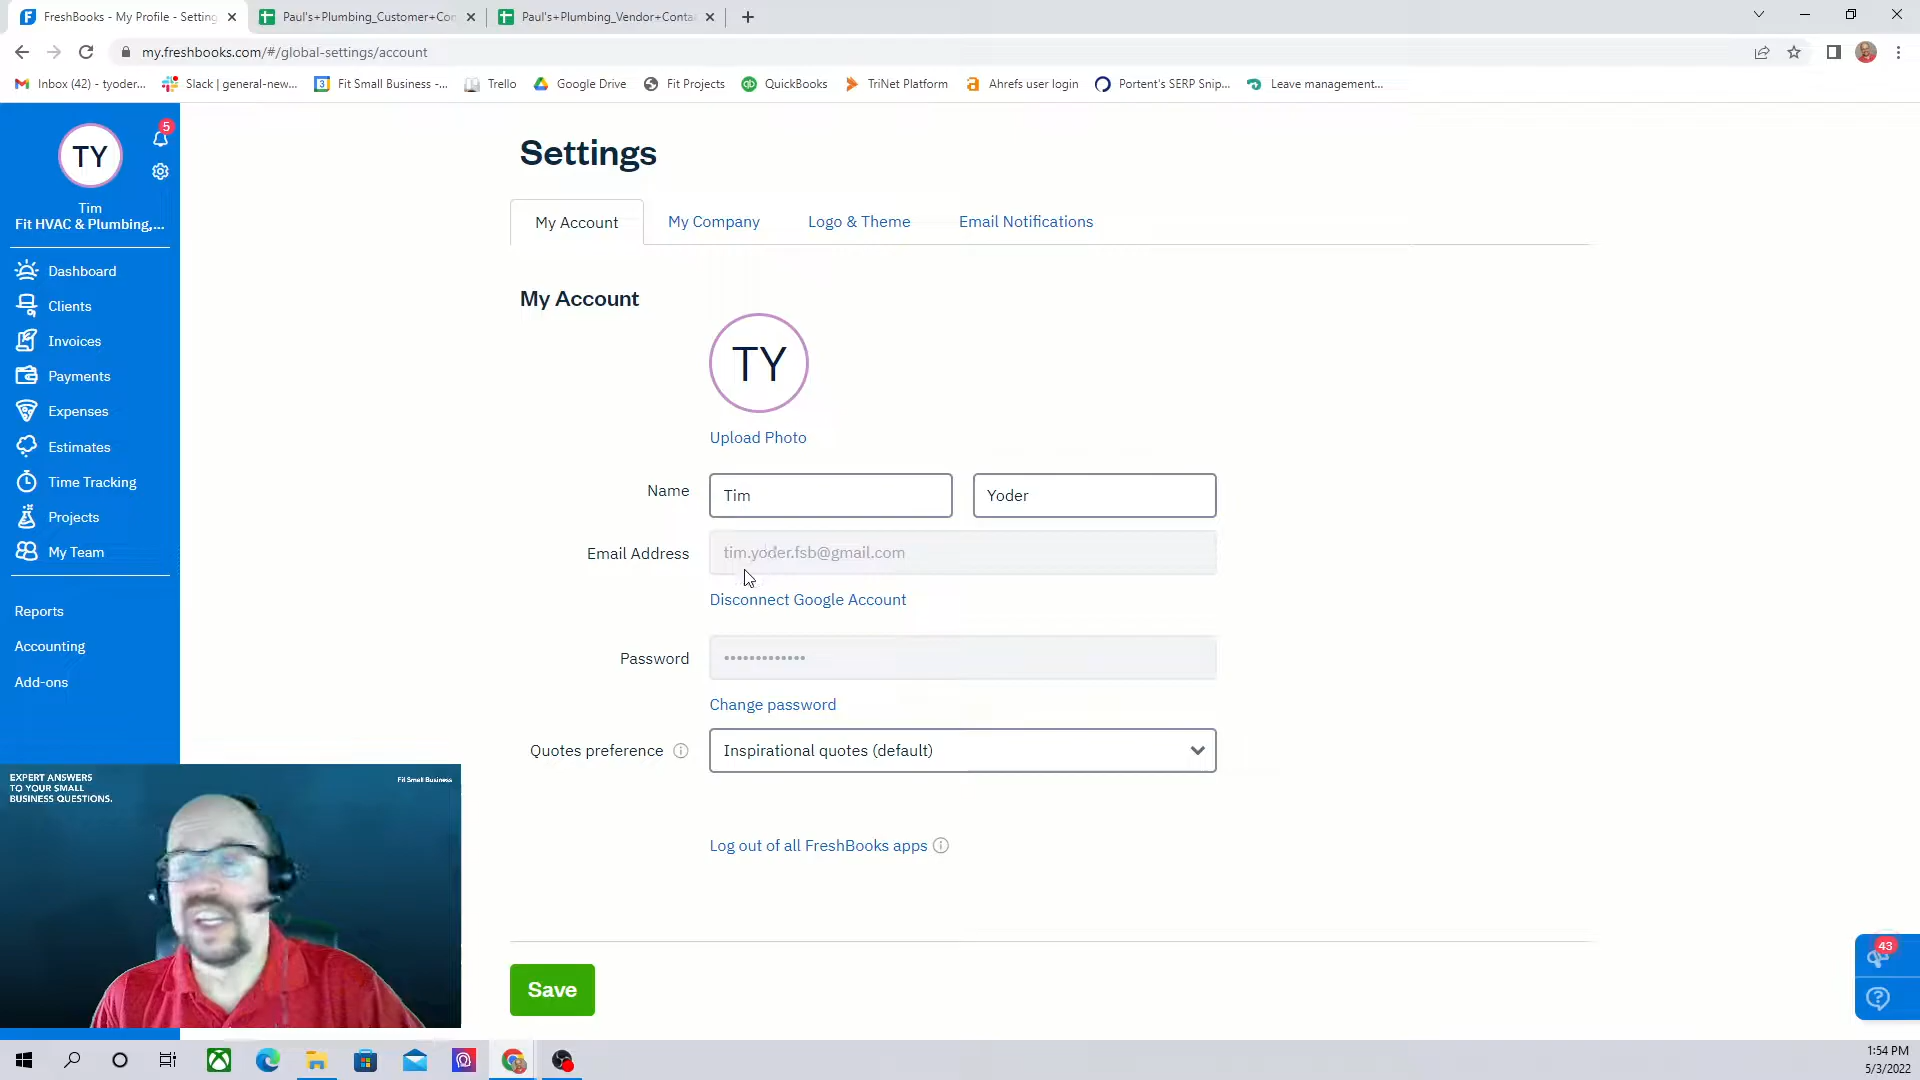 FreshBooks - My Profile - Setting
Paul's+Plumbing_Customer+Con
Paul's+Plumbing_Vendor+Conta
my.freshbooks.com/#/global-settings/account
Inbox (42) - tyoder...
Slack | general-new...
Fit Small Business -...
Trello
Google Drive
Fit Projects
QuickBooks
TriNet Platform
Ahrefs user login
Portent's SERP Snip...
Leave management...
TY
5
Tim
Fit HVAC & Plumbing,...
Dashboard
Clients
Invoices
Payments
Expenses
Estimates
Time Tracking
Projects
My Team
Reports
Accounting
Add-ons
Settings
My Account
My Company
Logo & Theme
Email Notifications
My Account
TY
Upload Photo
Name
Tim
Yoder
Email Address
tim.yoder.fsb@gmail.com
Disconnect Google Account
Password
•••••••••••••
Change password
Quotes preference
Inspirational quotes (default)
Log out of all FreshBooks apps
Save
EXPERT ANSWERS
TO YOUR SMALL
BUSINESS QUESTIONS.
Fit Small Business
43
1:54 PM
5/3/2022